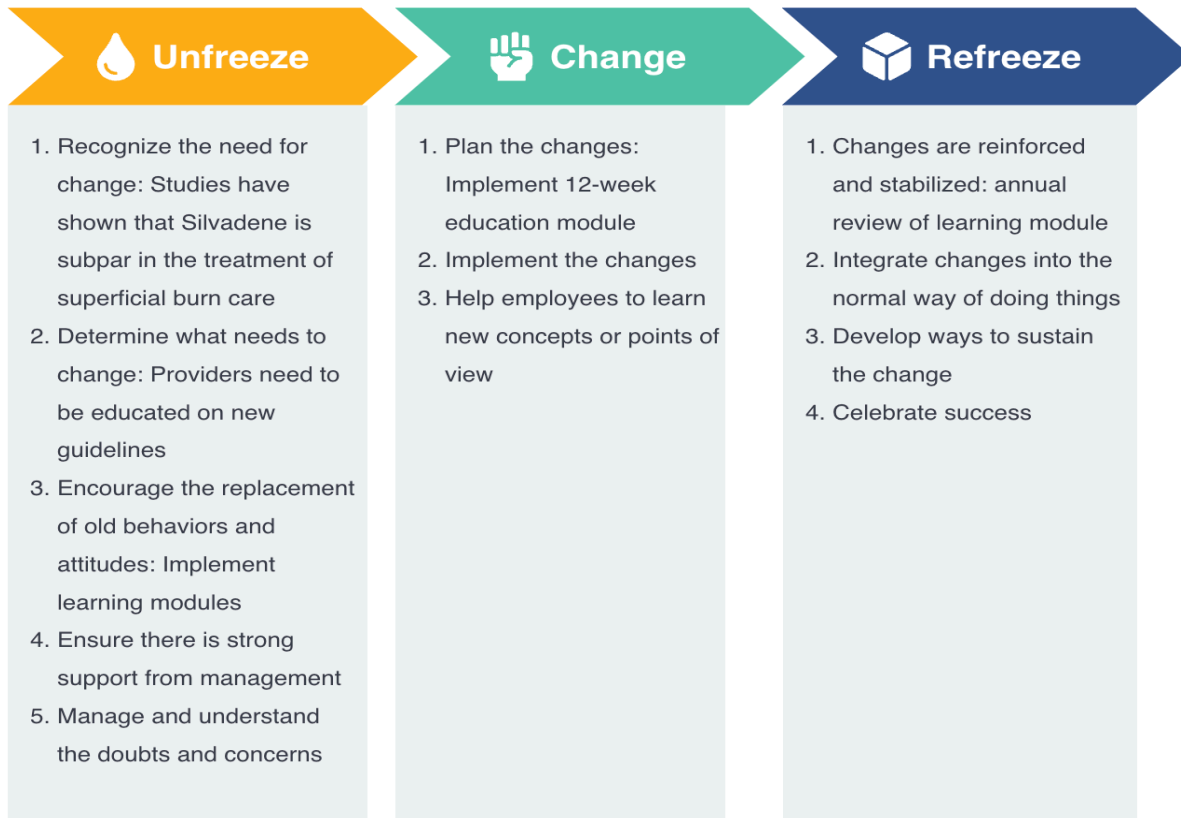 Unfreeze
1. Recognize the need for
change: Studies have
shown that Silvadene is
subpar in the treatment of
superficial burn care
2. Determine what needs to
change: Providers need to
be educated on new
guidelines
3. Encourage the replacement
of old behaviors and
attitudes: Implement
learning modules
4. Ensure there is strong
support from management
5. Manage and understand
the doubts and concerns
Change
1. Plan the changes:
Implement 12-week
education module
2. Implement the changes
3. Help employees to learn
new concepts or points of
view
Refreeze
1. Changes are reinforced
and stabilized: annual
review of learning module
2. Integrate changes into the
normal way of doing things
3. Develop ways to sustain
the change
4. Celebrate success